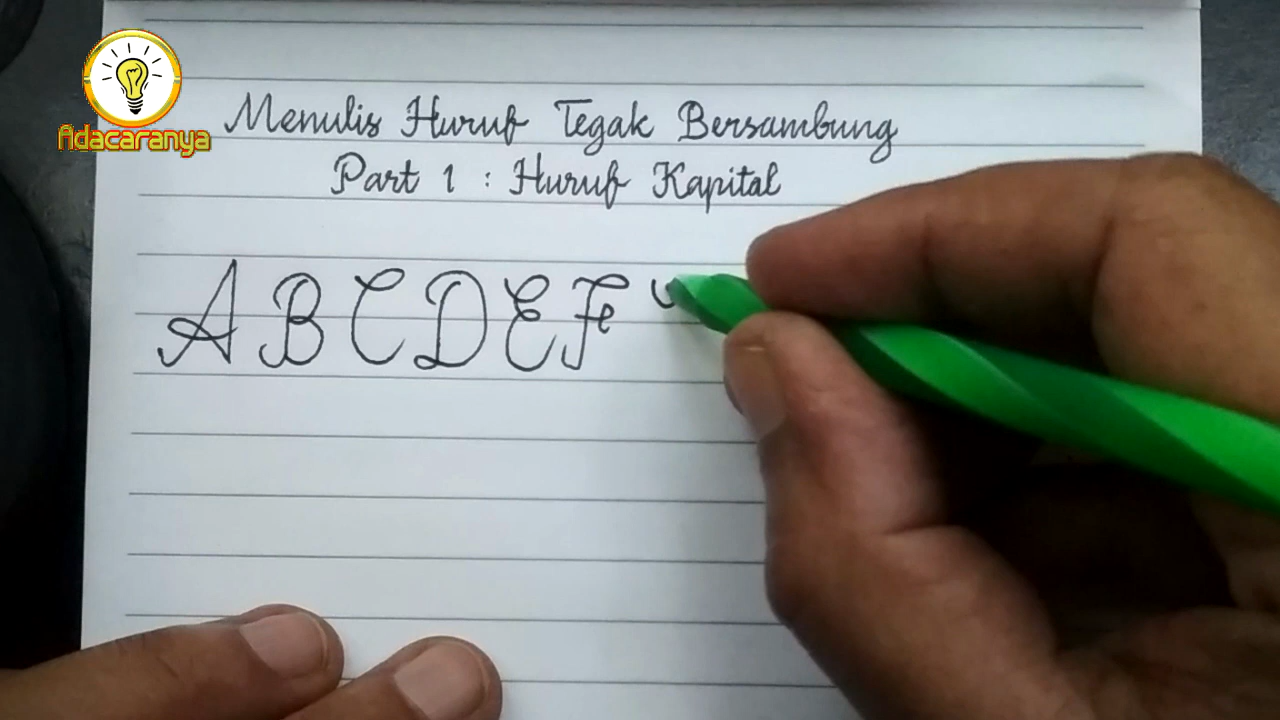 Adacaranya
Menulis Huruf Tegak Bersambung
Part 1 : Huruf Kapital
A B C D E F